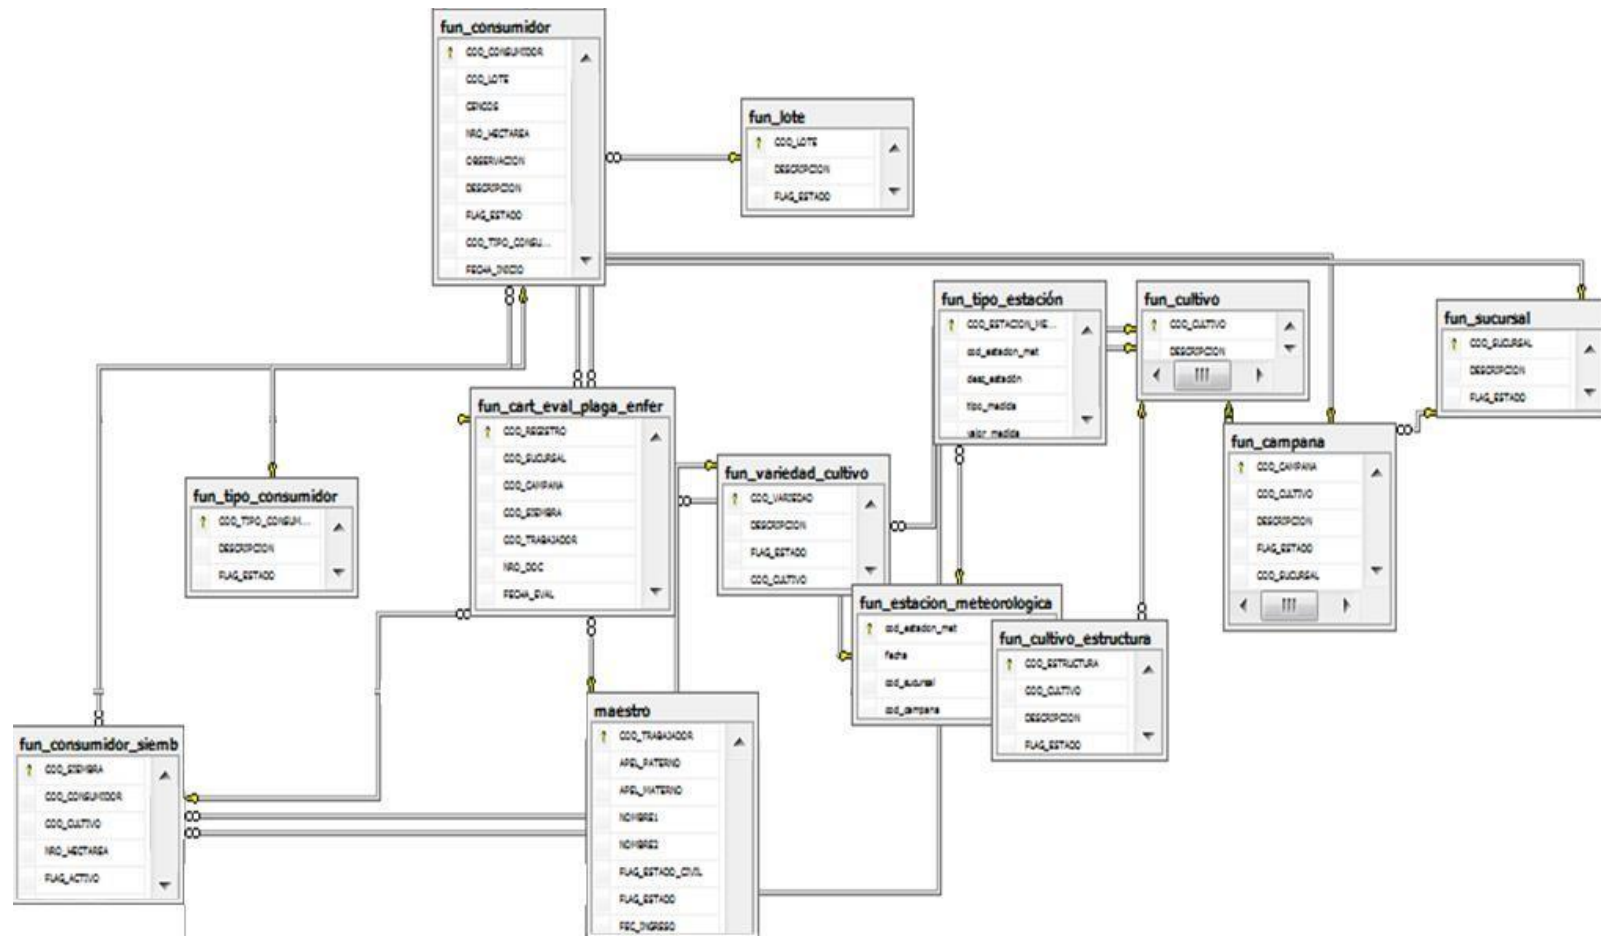 fun_consumidor
COD_CONSUMIDOR
COD_LOTE
CENCOS
NRO_HECTAREA
OBSERVACION
DESCRIPCION
FLAG_ESTADO
COD_TIPO_CONSU...
FECHA_INICIO
fun_lote
COD_LOTE
DESCRIPCION
FLAG_ESTADO
fun_tipo_estación
COD_ESTACION_ME...
cod_estacion_met
desc_estación
tipo_medida
valor_medida
fun_cultivo
COD_CULTIVO
DESCRIPCION
fun_sucursal
COD_SUCURSAL
DESCRIPCION
FLAG_ESTADO
fun_cart_eval_plaga_enfer
COD_REGISTRO
COD_SUCURSAL
COD_CAMPANA
COD_SIEMBRA
COD_TRABAJADOR
NRO_DOC
FECHA_EVAL
fun_campana
COD_CAMPANA
COD_CULTIVO
DESCRIPCION
FLAG_ESTADO
COD_SUCURSAL
fun_variedad_cultivo
COD_VARIEDAD
DESCRIPCION
FLAG_ESTADO
COD_CULTIVO
fun_tipo_consumidor
COD_TIPO_CONSUM...
DESCRIPCION
FLAG_ESTADO
fun_estacion_meteorologica
cod_estacion_met
fecha
cod_sucursal
cod_campana
fun_cultivo_estructura
COD_ESTRUCTURA
COD_CULTIVO
DESCRIPCION
FLAG_ESTADO
maestro
COD_TRABAJADOR
APEL_PATERNO
APEL_MATERNO
NOMBRE1
NOMBRE2
FLAG_ESTADO_CIVIL
FLAG_ESTADO
FEC_INGRESO
fun_consumidor_siemb
COD_SIEMBRA
COD_CONSUMIDOR
COD_CULTIVO
NRO_HECTAREA
FLAG_ACTIVO